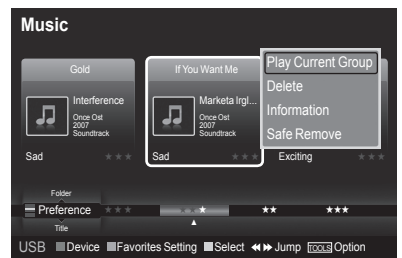 Music
Gold
If You Want Me
Play Current Group
Delete
Information
Safe Remove
Interference
Once Ost
2007
Soundtrack
Marketa Irgl...
Once Ost
2007
Soundtrack
Sad ★★★
Sad ★★★
Exciting ★★★
Folder
Preference ★★★ ★★★ ★★ ★★★
Title
USB Device Favorites Setting Select Jump TOOLS Option